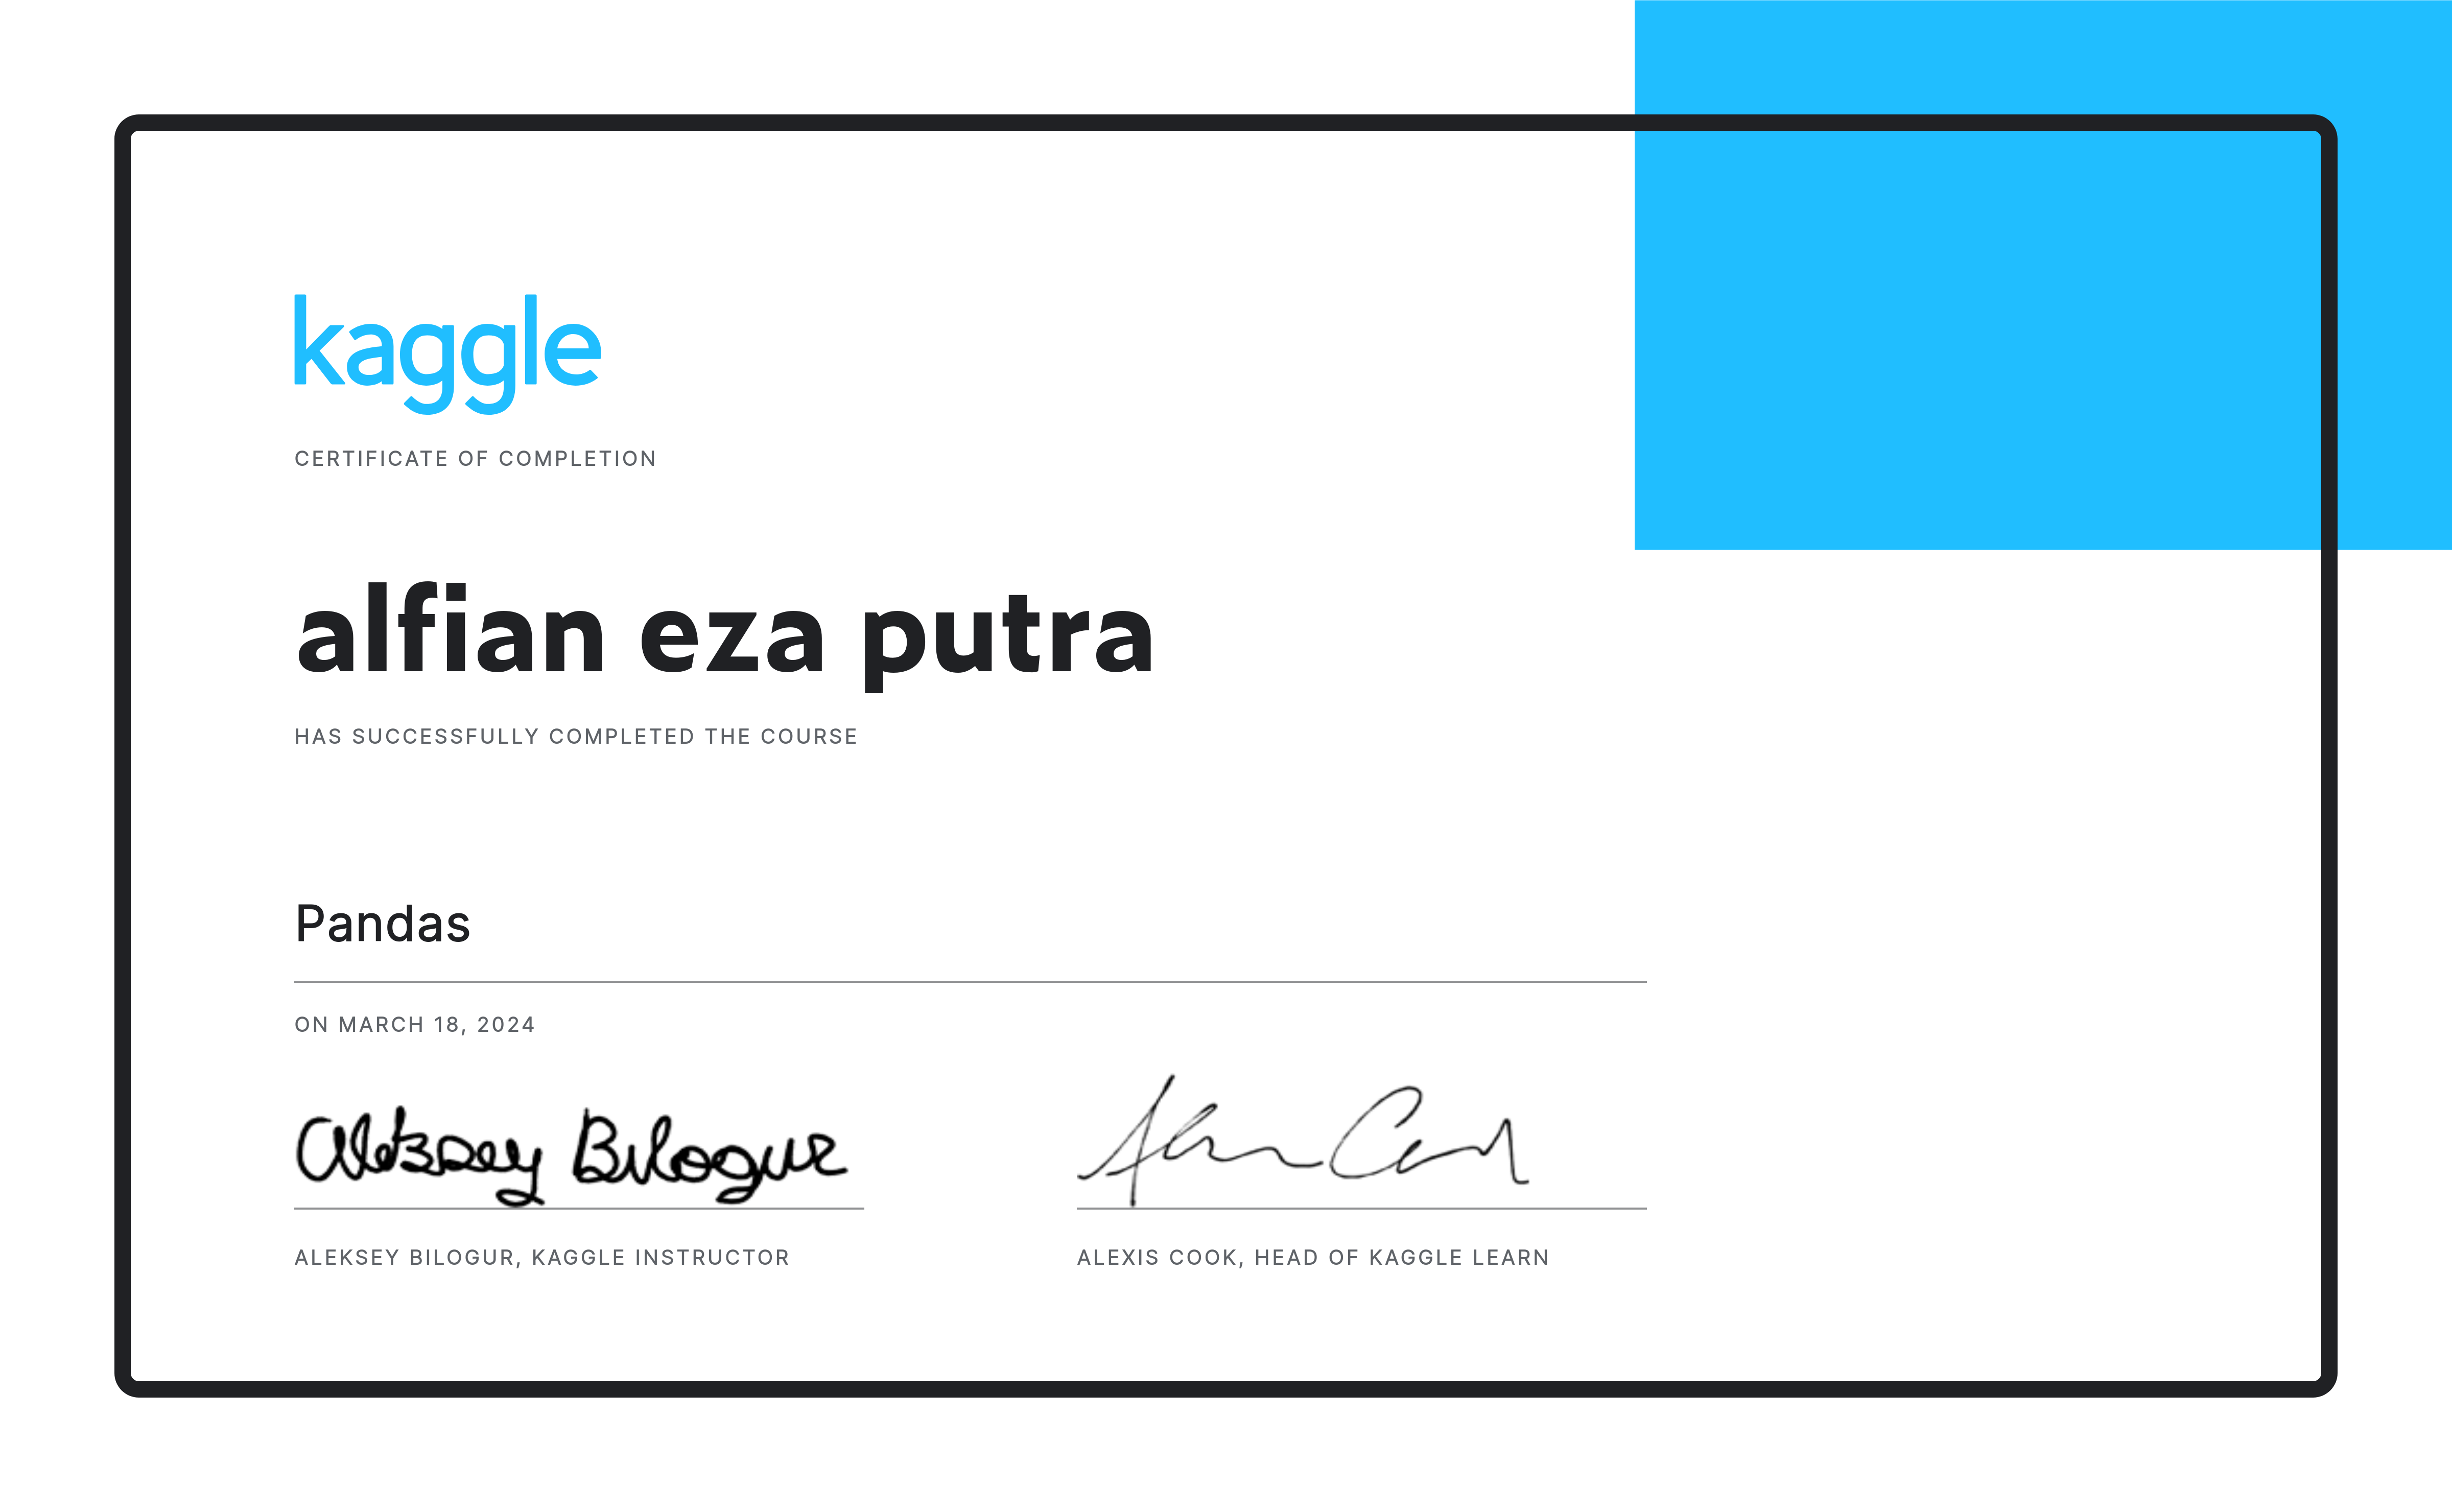 kaggle
CERTIFICATE OF COMPLETION
alfian eza putra
HAS SUCCESSFULLY COMPLETED THE COURSE
Pandas
ON MARCH 18, 2024
Aleksey Bilogur
ALEKSEY BILOGUR, KAGGLE INSTRUCTOR
ALEXIS COOK, HEAD OF KAGGLE LEARN